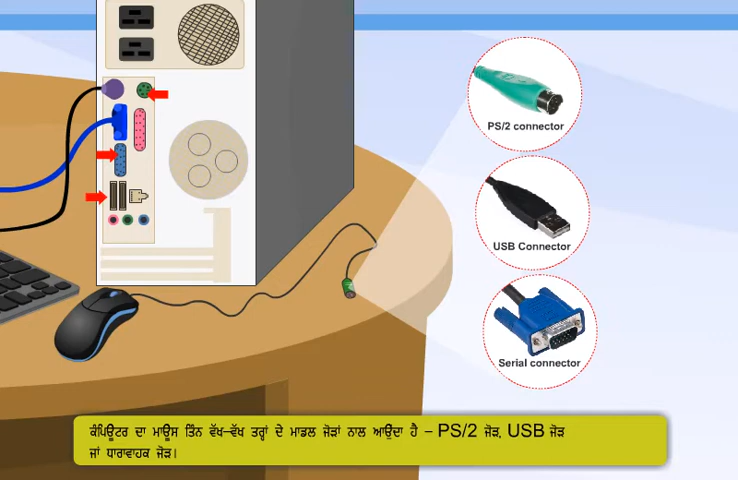 PS/2 connector
USB Connector
Serial connector
ਕੰਪਿਊਟਰ ਦਾ ਮਾਊਸ ਤਿੰਨ ਵੱਖ-ਵੱਖ ਤਰ੍ਹਾਂ ਦੇ ਮਾਡਲ ਜੋੜਾਂ ਨਾਲ ਆਉਂਦਾ ਹੈ – PS/2 ਜੋੜ, USB ਜੋੜ
ਜਾਂ ਧਾਰਾਵਾਹਕ ਜੋੜ।